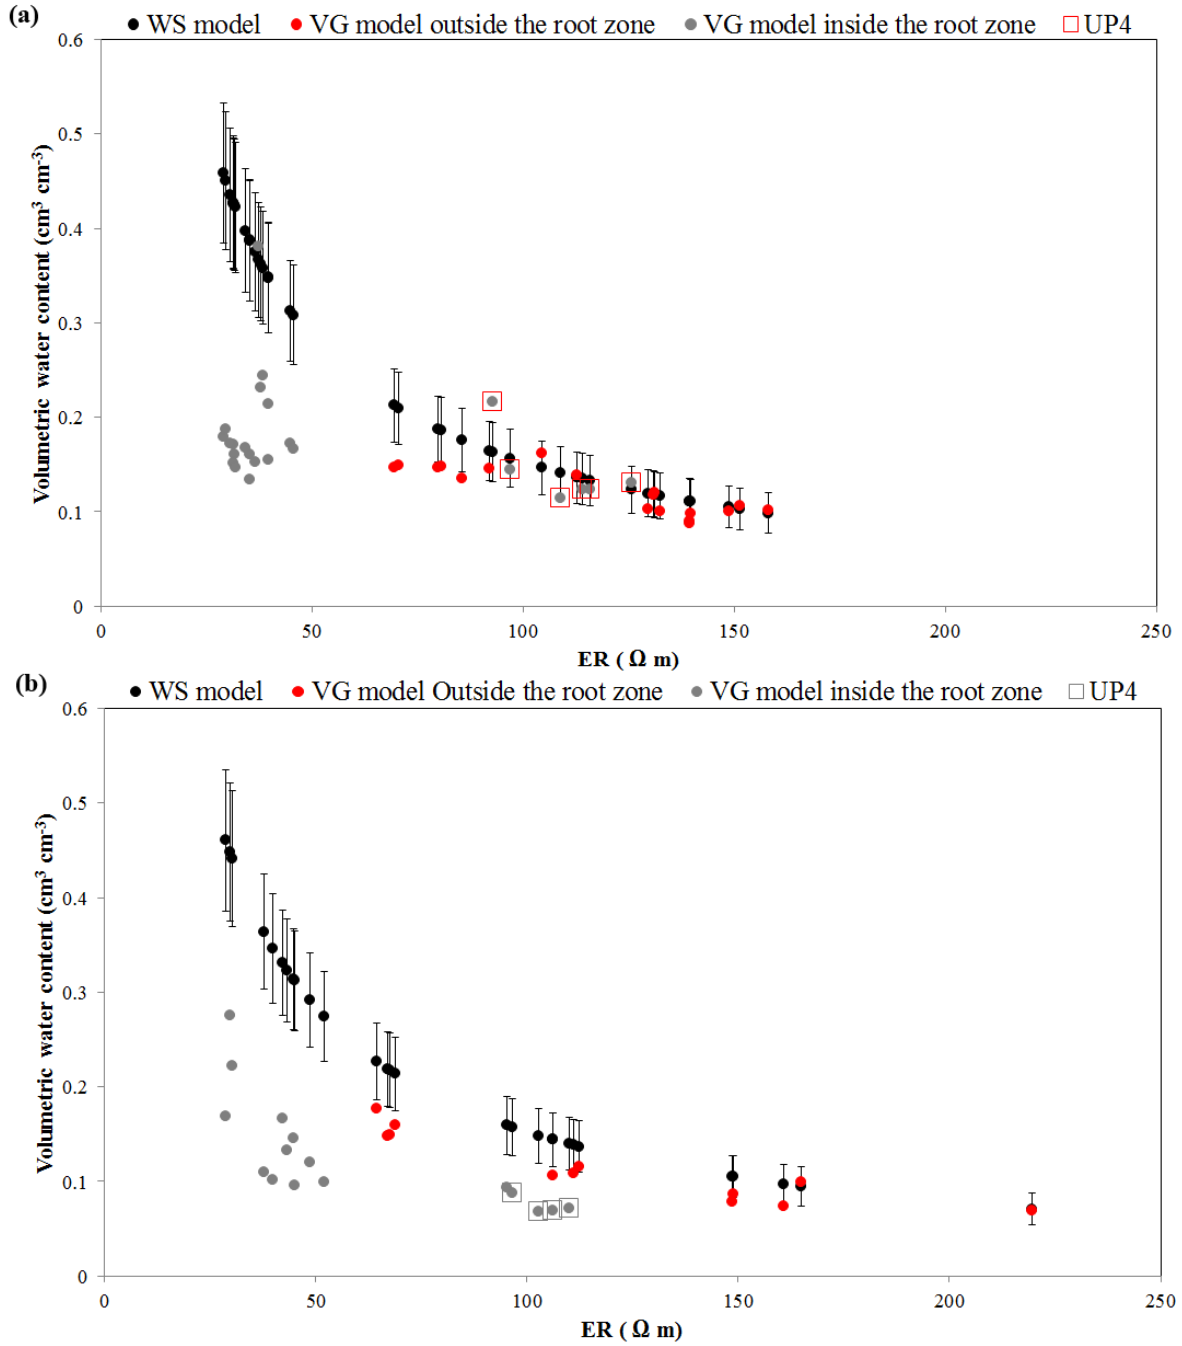 (a)
WS model VG model outside the root zone VG model inside the root zone UP4
0.6
0.5
0.4
0.3
0.2
0.1
0
Volumetric water content (cm³ cm⁻³)
0 50 100 150 200 250
ER ( Ω m)
(b)
WS model VG model Outside the root zone VG model inside the root zone UP4
0.6
0.5
0.4
0.3
0.2
0.1
0
Volumetric water content (cm³ cm⁻³)
0 50 100 150 200 250
ER ( Ω m)